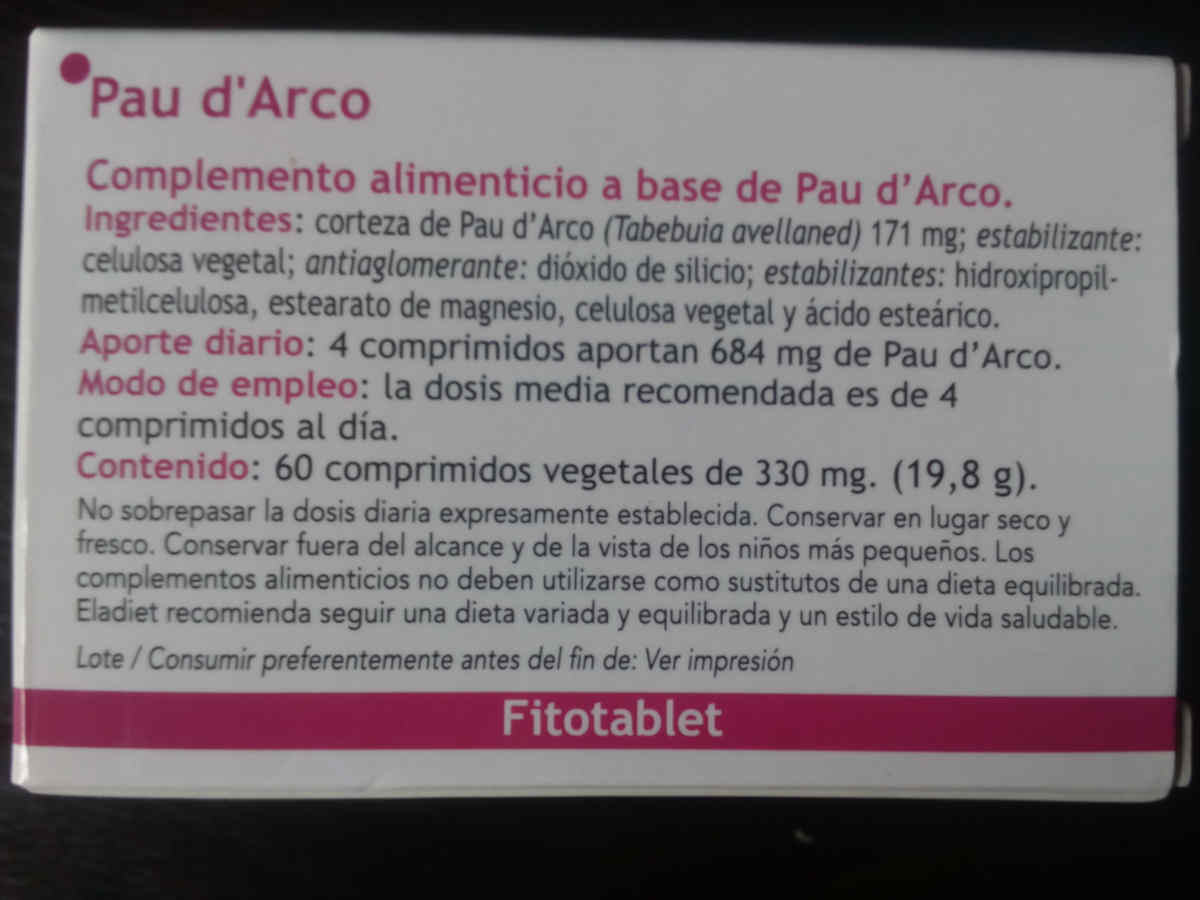 Pau d'Arco
Complemento alimenticio a base de Pau d’Arco.
Ingredientes: corteza de Pau d’Arco (Tabebuia avellaned) 171 mg; estabilizante:
celulosa vegetal; antiaglomerante: dióxido de silicio; estabilizantes: hidroxipropil-
metilcelulosa, estearato de magnesio, celulosa vegetal y ácido esteárico.
Aporte diario: 4 comprimidos aportan 684 mg de Pau d’Arco.
Modo de empleo: la dosis media recomendada es de 4
comprimidos al día.
Contenido: 60 comprimidos vegetales de 330 mg. (19,8 g).
No sobrepasar la dosis diaria expresamente establecida. Conservar en lugar seco y
fresco. Conservar fuera del alcance y de la vista de los niños más pequeños. Los
complementos alimenticios no deben utilizarse como sustitutos de una dieta equilibrada.
Eladiet recomienda seguir una dieta variada y equilibrada y un estilo de vida saludable.
Lote / Consumir preferentemente antes del fin de: Ver impresión
Fitotablet